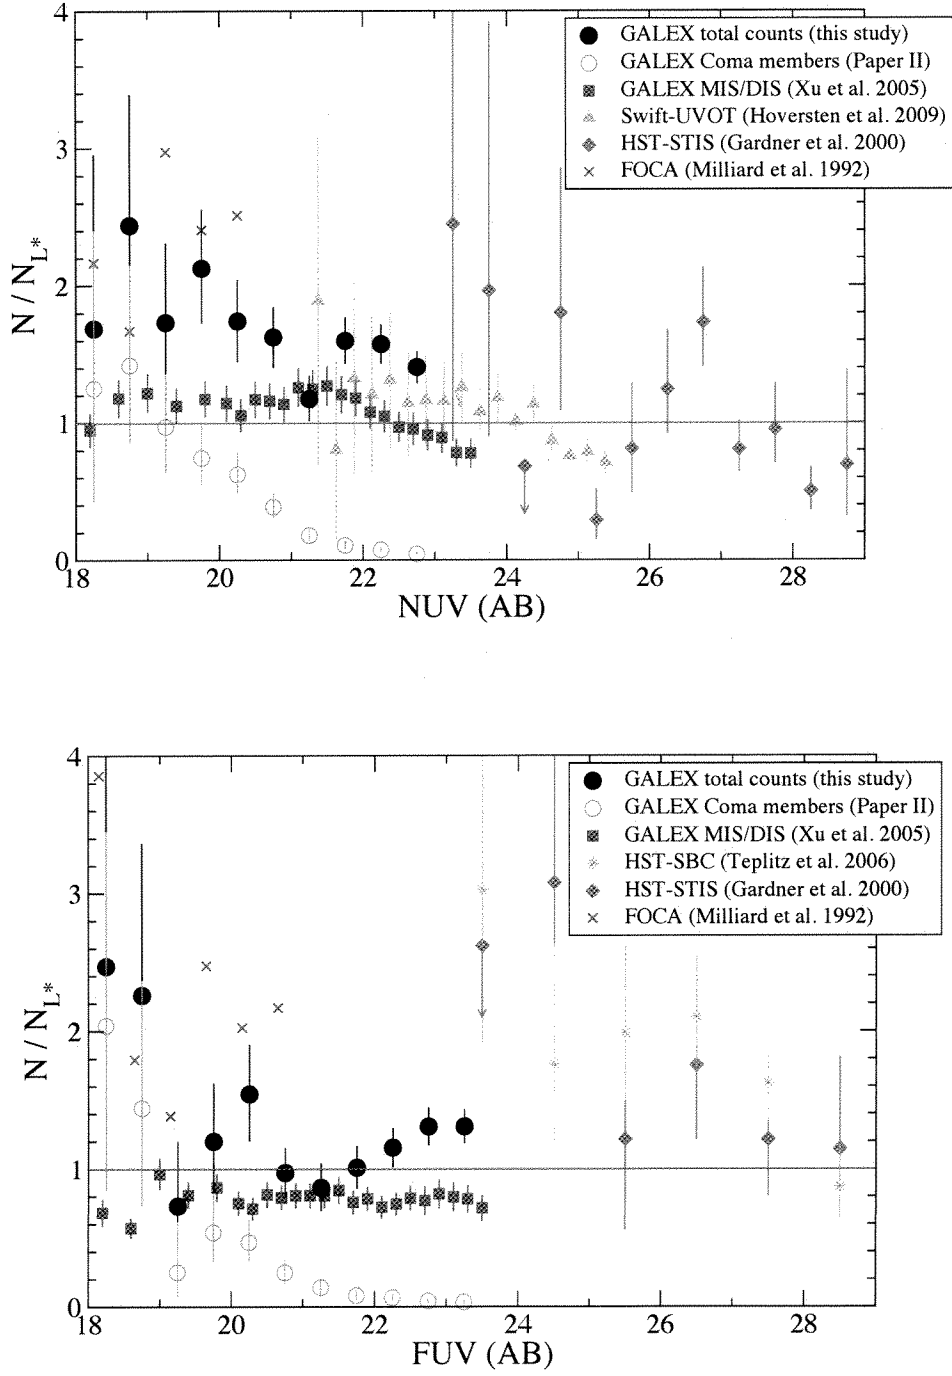 4
3
2
1
0
N / N_L*
GALEX total counts (this study)
GALEX Coma members (Paper II)
GALEX MIS/DIS (Xu et al. 2005)
Swift-UVOT (Hoversten et al. 2009)
HST-STIS (Gardner et al. 2000)
FOCA (Milliard et al. 1992)
18 20 22 24 26 28
NUV (AB)
4
3
2
1
0
N / N_L*
GALEX total counts (this study)
GALEX Coma members (Paper II)
GALEX MIS/DIS (Xu et al. 2005)
HST-SBC (Teplitz et al. 2006)
HST-STIS (Gardner et al. 2000)
FOCA (Milliard et al. 1992)
18 20 22 24 26 28
FUV (AB)